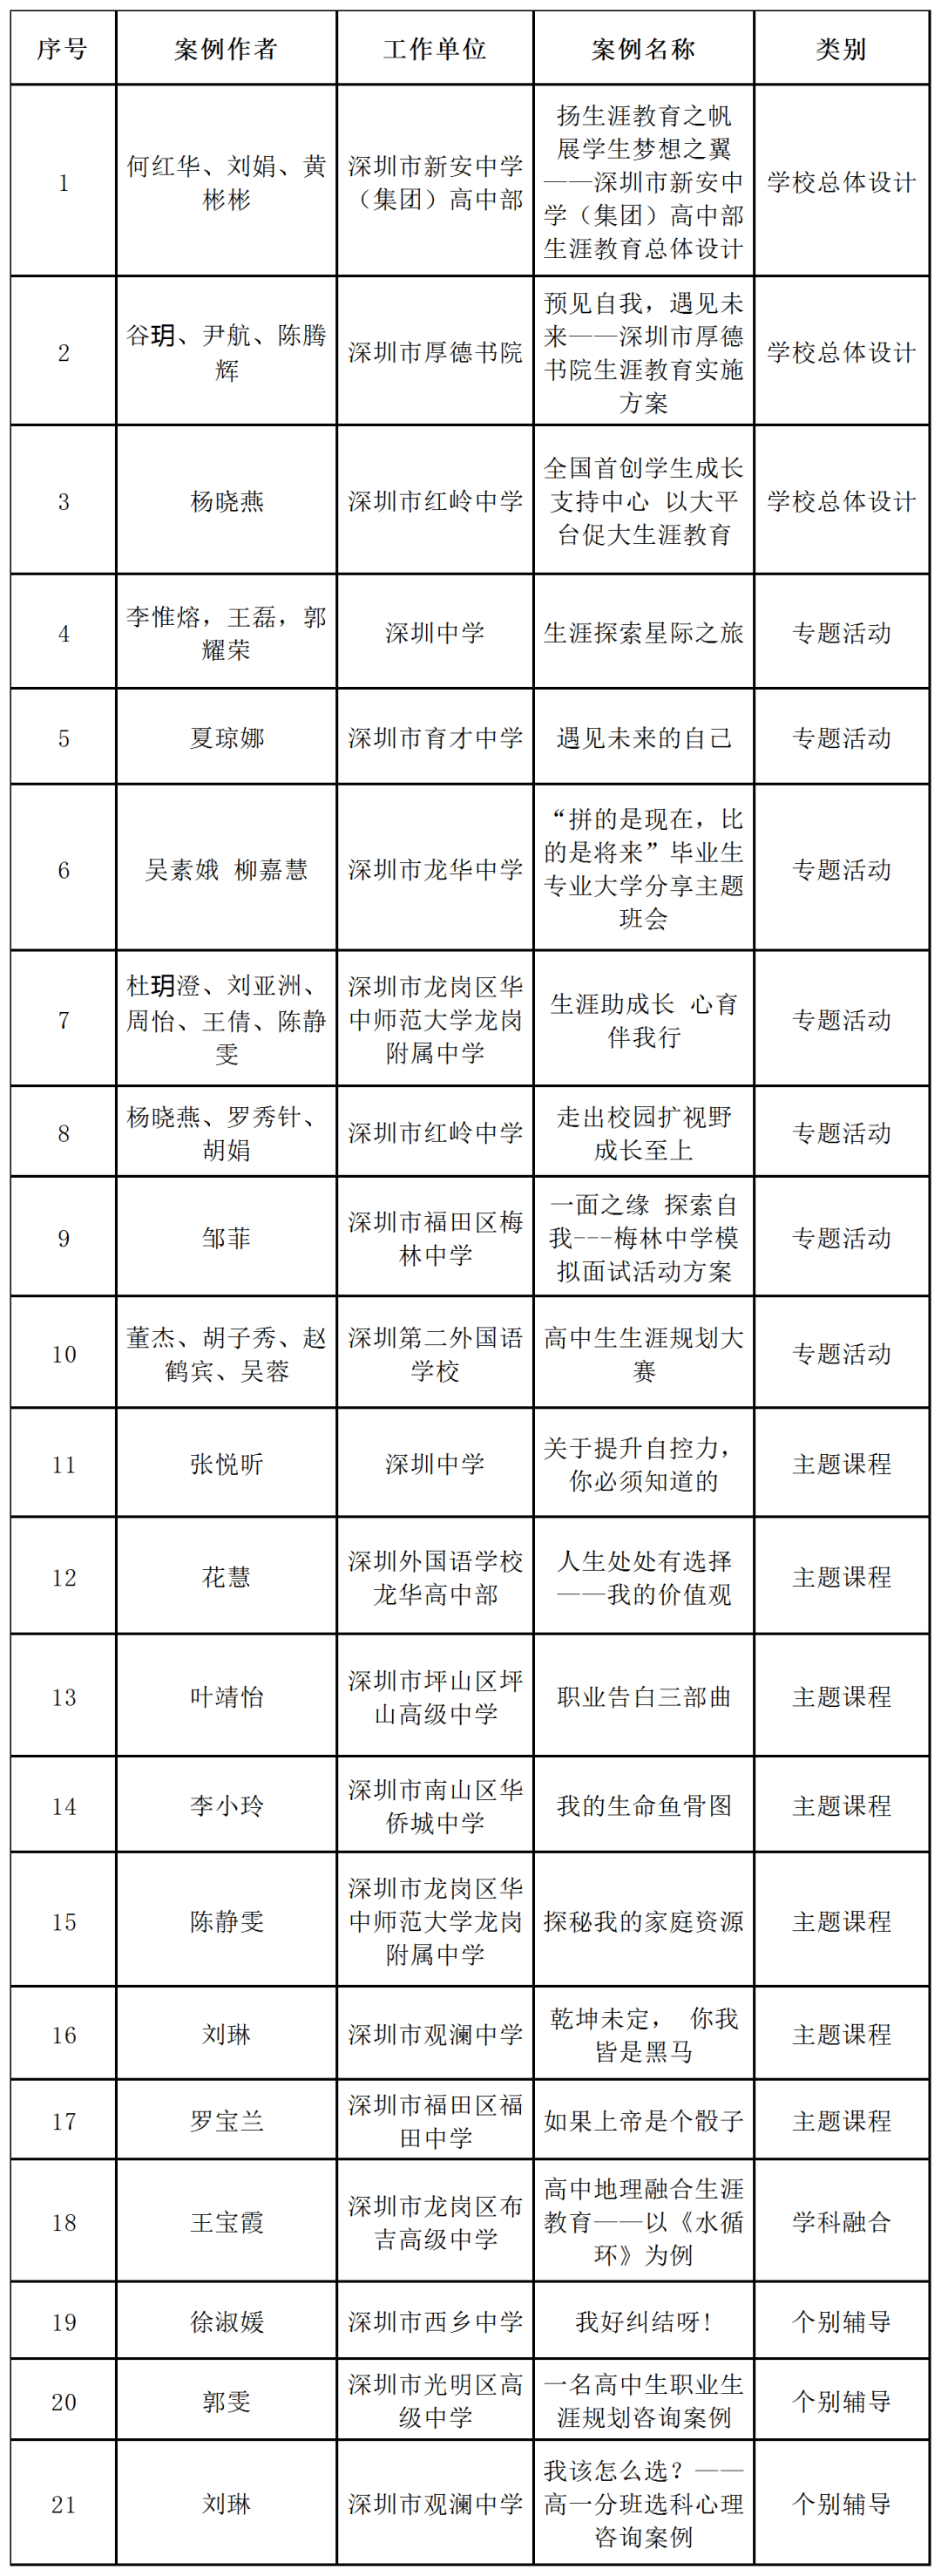 序号 案例作者 工作单位 案例名称 类别
1
何红华、刘娟、黄
彬彬
深圳市新安中学
（集团）高中部
扬生涯教育之帆
展学生梦想之翼
——深圳市新安中
学（集团）高中部
生涯教育总体设计
学校总体设计
2
谷玥、尹航、陈腾
辉
深圳市厚德书院
预见自我，遇见未
来——深圳市厚德
书院生涯教育实施
方案
学校总体设计
3
杨晓燕
深圳市红岭中学
全国首创学生成长
支持中心 以大平
台促大生涯教育
学校总体设计
4
李惟熔，王磊，郭
耀荣
深圳中学
生涯探索星际之旅
专题活动
5
夏琼娜
深圳市育才中学
遇见未来的自己
专题活动
6
吴素娥 柳嘉慧
深圳市龙华中学
“拼的是现在，比
的是将来”毕业生
专业大学分享主题
班会
专题活动
7
杜玥澄、刘亚洲、
周怡、王倩、陈静
雯
深圳市龙岗区华
中师范大学龙岗
附属中学
生涯助成长 心育
伴我行
专题活动
8
杨晓燕、罗秀针、
胡娟
深圳市红岭中学
走出校园扩视野
成长至上
专题活动
9
邹菲
深圳市福田区梅
林中学
一面之缘 探索自
我---梅林中学模
拟面试活动方案
专题活动
10
董杰、胡子秀、赵
鹤宾、吴蓉
深圳第二外国语
学校
高中生生涯规划大
赛
专题活动
11
张悦昕
深圳中学
关于提升自控力，
你必须知道的
主题课程
12
花慧
深圳外国语学校
龙华高中部
人生处处有选择
——我的价值观
主题课程
13
叶靖怡
深圳市坪山区坪
山高级中学
职业告白三部曲
主题课程
14
李小玲
深圳市南山区华
侨城中学
我的生命鱼骨图
主题课程
15
陈静雯
深圳市龙岗区华
中师范大学龙岗
附属中学
探秘我的家庭资源
主题课程
16
刘琳
深圳市观澜中学
乾坤未定， 你我
皆是黑马
主题课程
17
罗宝兰
深圳市福田区福
田中学
如果上帝是个骰子
主题课程
18
王宝霞
深圳市龙岗区布
吉高级中学
高中地理融合生涯
教育——以《水循
环》为例
学科融合
19
徐淑媛
深圳市西乡中学
我好纠结呀！
个别辅导
20
郭雯
深圳市光明区高
级中学
一名高中生职业生
涯规划咨询案例
个别辅导
21
刘琳
深圳市观澜中学
我该怎么选？——
高一分班选科心理
咨询案例
个别辅导